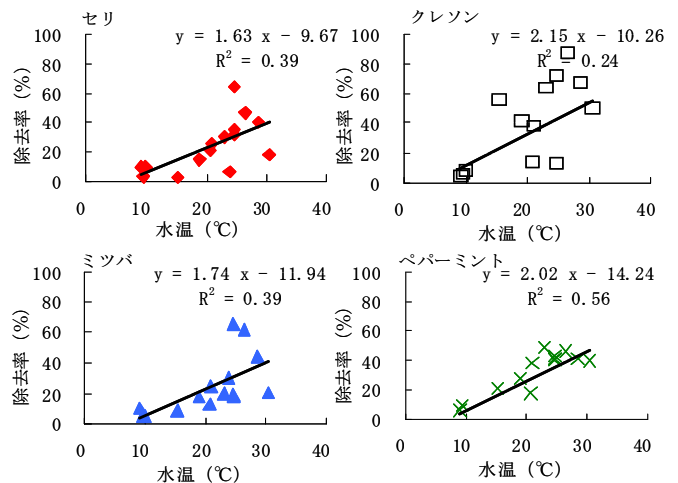 セリ
y = 1.63 x - 9.67
R2 = 0.39
除去率 (%)
100
80
60
40
20
0
0 10 20 30 40
水温 (℃)
クレソン
y = 2.15 x - 10.26
R2 = 0.24
除去率 (%)
100
80
60
40
20
0
0 10 20 30 40
水温 (℃)
ミツバ
y = 1.74 x - 11.94
R2 = 0.39
除去率 (%)
100
80
60
40
20
0
0 10 20 30 40
水温 (℃)
ペパーミント
y = 2.02 x - 14.24
R2 = 0.56
除去率 (%)
100
80
60
40
20
0
0 10 20 30 40
水温 (℃)